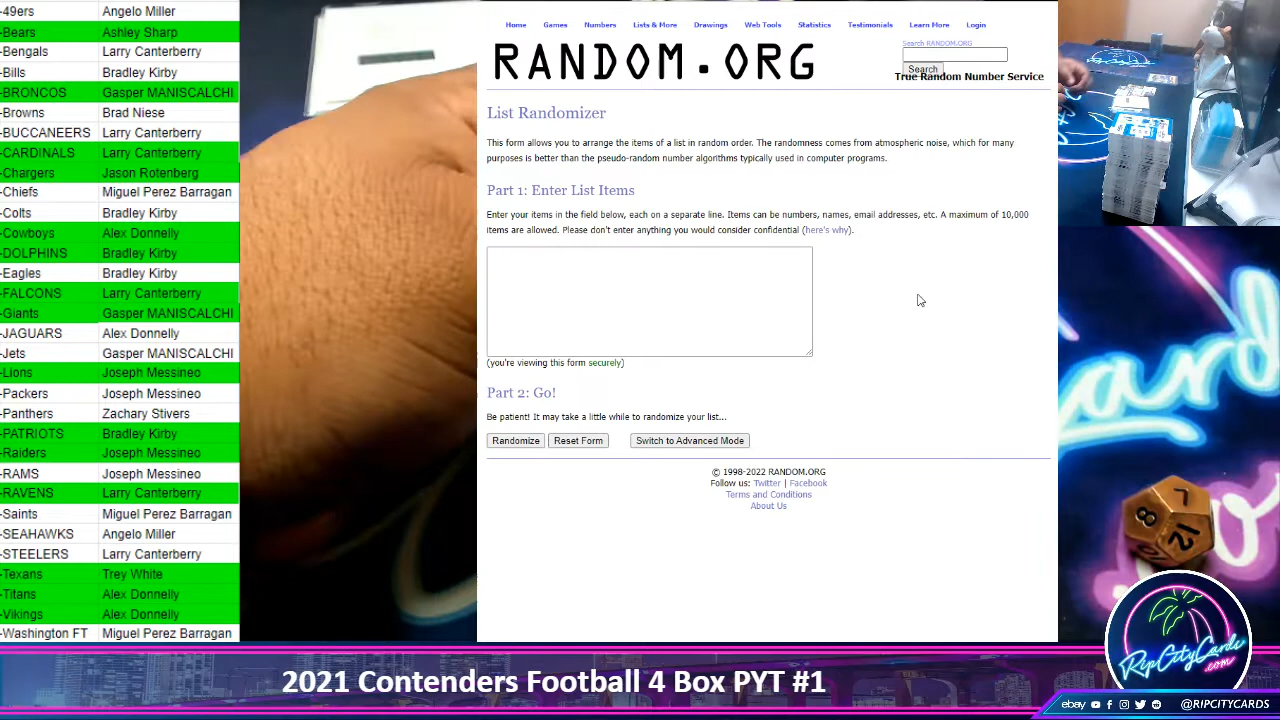 -49ers Angelo Miller
-Bears Ashley Sharp
-Bengals Larry Canterberry
-Bills Bradley Kirby
-BRONCOS Gasper MANISCALCHI
-Browns Brad Niese
-BUCCANEERS Larry Canterberry
-CARDINALS Larry Canterberry
-Chargers Jason Rotenberg
-Chiefs Miguel Perez Barragan
-Colts Bradley Kirby
-Cowboys Alex Donnelly
-DOLPHINS Bradley Kirby
-Eagles Bradley Kirby
-FALCONS Larry Canterberry
-Giants Gasper MANISCALCHI
-JAGUARS Alex Donnelly
-Jets Gasper MANISCALCHI
-Lions Joseph Messineo
-Packers Joseph Messineo
-Panthers Zachary Stivers
-PATRIOTS Bradley Kirby
-Raiders Joseph Messineo
-RAMS Joseph Messineo
-RAVENS Larry Canterberry
-Saints Miguel Perez Barragan
-SEAHAWKS Angelo Miller
-STEELERS Larry Canterberry
-Texans Trey White
-Titans Alex Donnelly
-Vikings Alex Donnelly
-Washington FT Miguel Perez Barragan
Home Games Numbers Lists & More Drawings Web Tools Statistics Testimonials Learn More Login
RANDOM.ORG
Search RANDOM.ORG
Search
True Random Number Service
List Randomizer
This form allows you to arrange the items of a list in random order. The randomness comes from atmospheric noise, which for many
purposes is better than the pseudo-random number algorithms typically used in computer programs.
Part 1: Enter List Items
Enter your items in the field below, each on a separate line. Items can be numbers, names, email addresses, etc. A maximum of 10,000
items are allowed. Please don't enter anything you would consider confidential (here's why).
(you're viewing this form securely)
Part 2: Go!
Be patient! It may take a little while to randomize your list...
Randomize Reset Form Switch to Advanced Mode
© 1998-2022 RANDOM.ORG
Follow us: Twitter | Facebook
Terms and Conditions
About Us
7
8
12
RipCityCards
.com
2021 Contenders Football 4 Box PYT #1
ebay @RIPCITYCARDS